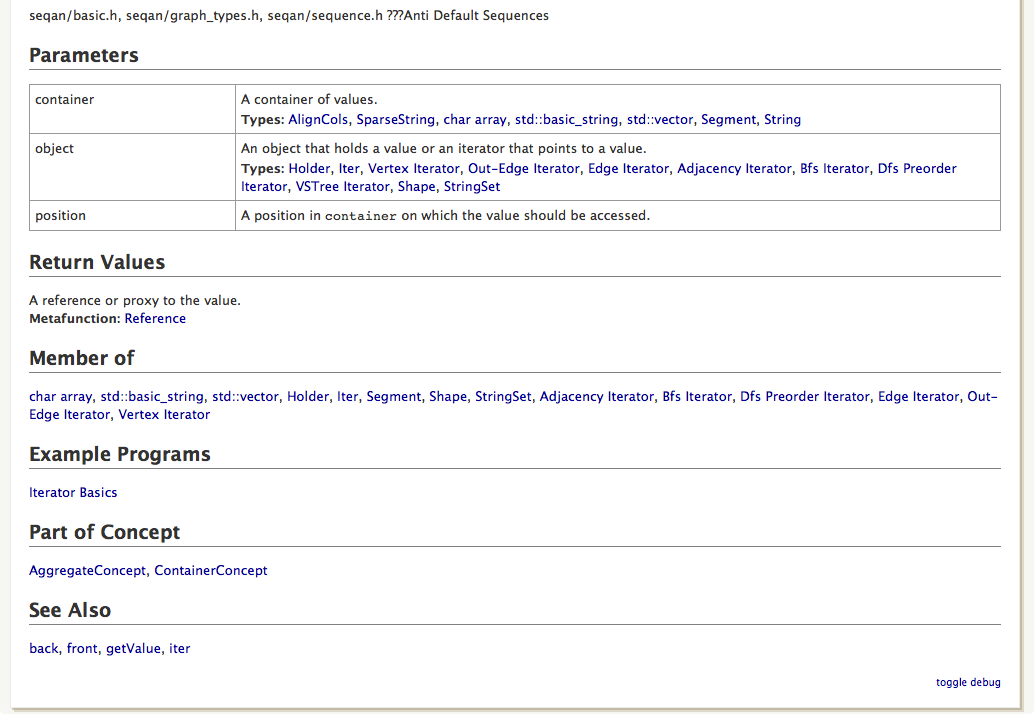 seqan/basic.h, seqan/graph_types.h, seqan/sequence.h ???Anti Default Sequences
Parameters
container
A container of values.
Types: AlignCols, SparseString, char array, std::basic_string, std::vector, Segment, String
object
An object that holds a value or an iterator that points to a value.
Types: Holder, Iter, Vertex Iterator, Out-Edge Iterator, Edge Iterator, Adjacency Iterator, Bfs Iterator, Dfs Preorder
Iterator, VSTree Iterator, Shape, StringSet
position
A position in container on which the value should be accessed.
Return Values
A reference or proxy to the value.
Metafunction: Reference
Member of
char array, std::basic_string, std::vector, Holder, Iter, Segment, Shape, StringSet, Adjacency Iterator, Bfs Iterator, Dfs Preorder Iterator, Edge Iterator, Out-
Edge Iterator, Vertex Iterator
Example Programs
Iterator Basics
Part of Concept
AggregateConcept, ContainerConcept
See Also
back, front, getValue, iter
toggle debug